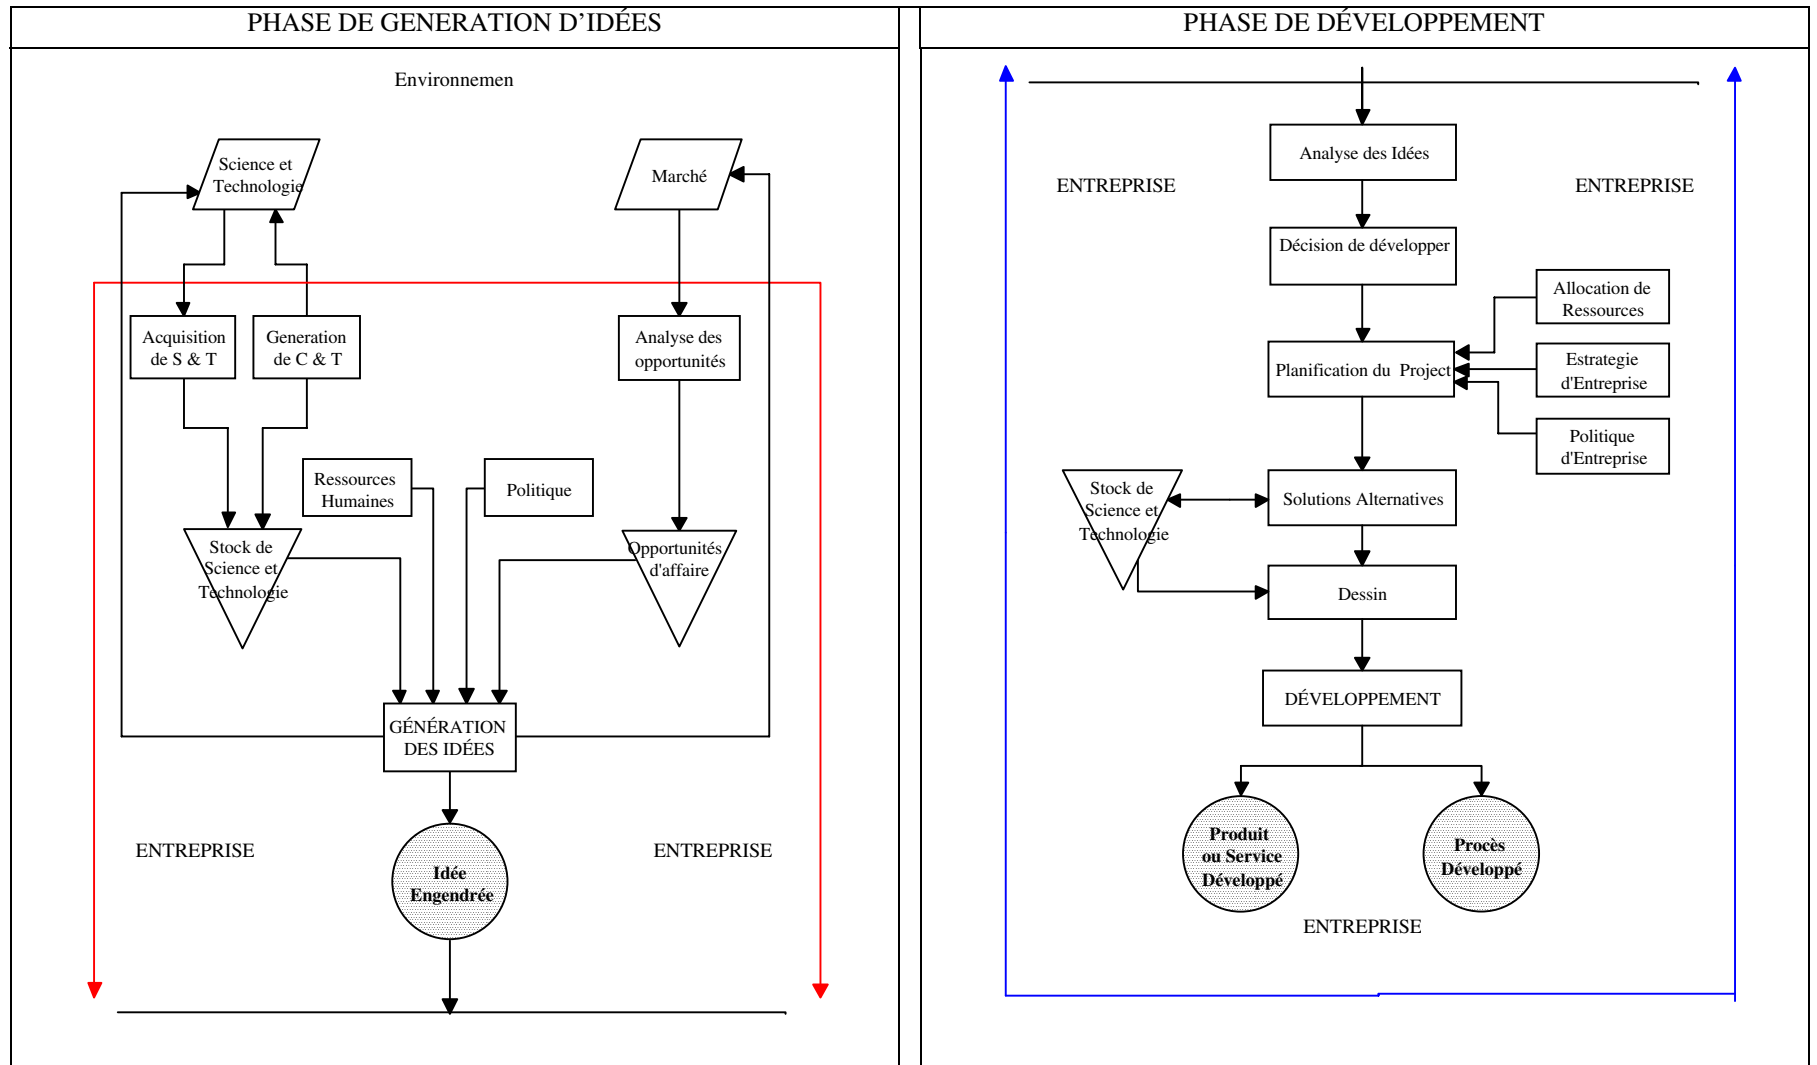 PHASE DE GENERATION D'IDÉES
Environnemen
Science et
Technologie
Marché
Acquisition
de S & T
Generation
de C & T
Analyse des
opportunités
Ressources
Humaines
Politique
Stock de
Science et
Technologie
Opportunités
d'affaire
GÉNÉRATION
DES IDÉES
ENTREPRISE
ENTREPRISE
Idée
Engendrée
PHASE DE DÉVELOPPEMENT
Analyse des Idées
ENTREPRISE
ENTREPRISE
Décision de développer
Allocation de
Ressources
Planification du Project
Estrategie
d'Entreprise
Politique
d'Entreprise
Stock de
Science et
Technologie
Solutions Alternatives
Dessin
DÉVELOPPEMENT
Produit
ou Service
Développé
Procès
Développé
ENTREPRISE